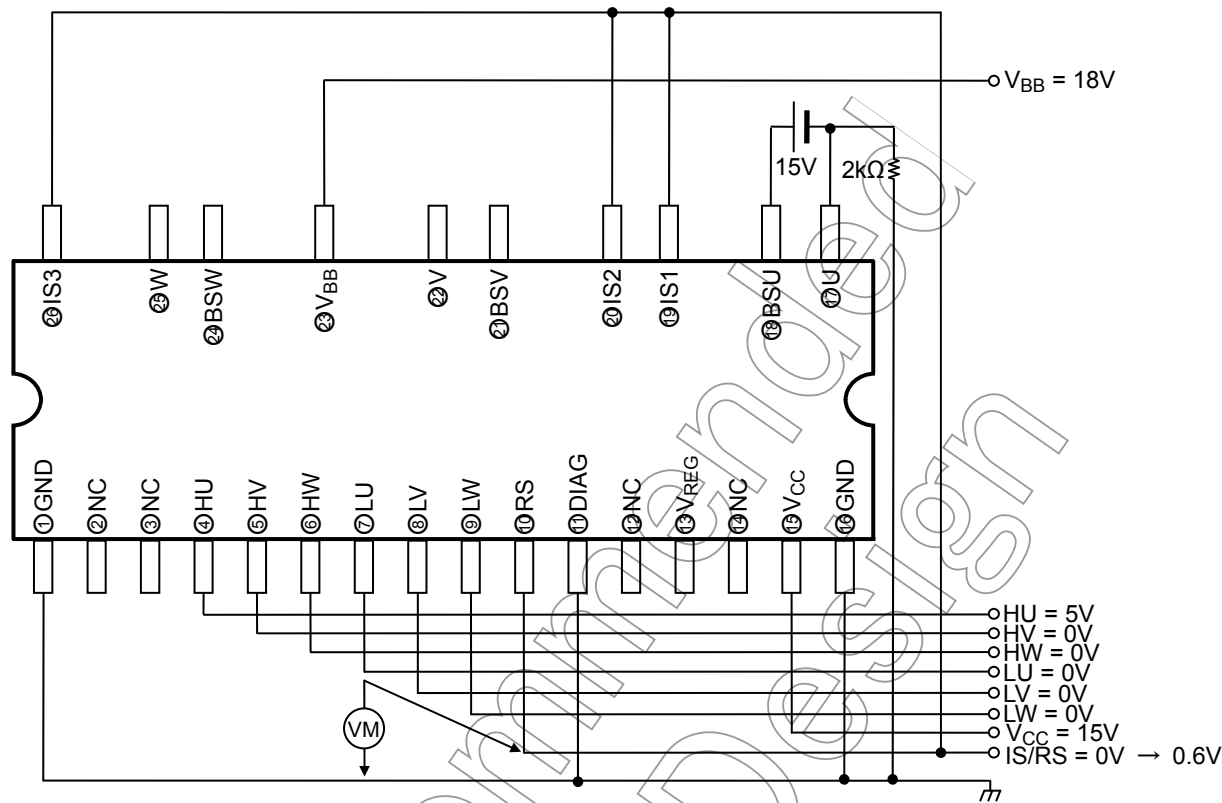 V_BB = 18V
15V
2kΩ
㉖IS3
㉕W
㉔BSW
㉓V_BB
㉒V
㉑BSV
⑳IS2
⑲IS1
⑱BSU
⑰U
①GND
②NC
③NC
④HU
⑤HV
⑥HW
⑦LU
⑧LV
⑨LW
⑩RS
⑪DIAG
⑫NC
⑬V_REG
⑭NC
⑮V_CC
⑯GND
HU = 5V
HV = 0V
HW = 0V
LU = 0V
LV = 0V
LW = 0V
V_CC = 15V
IS/RS = 0V → 0.6V
VM
mmended
Design